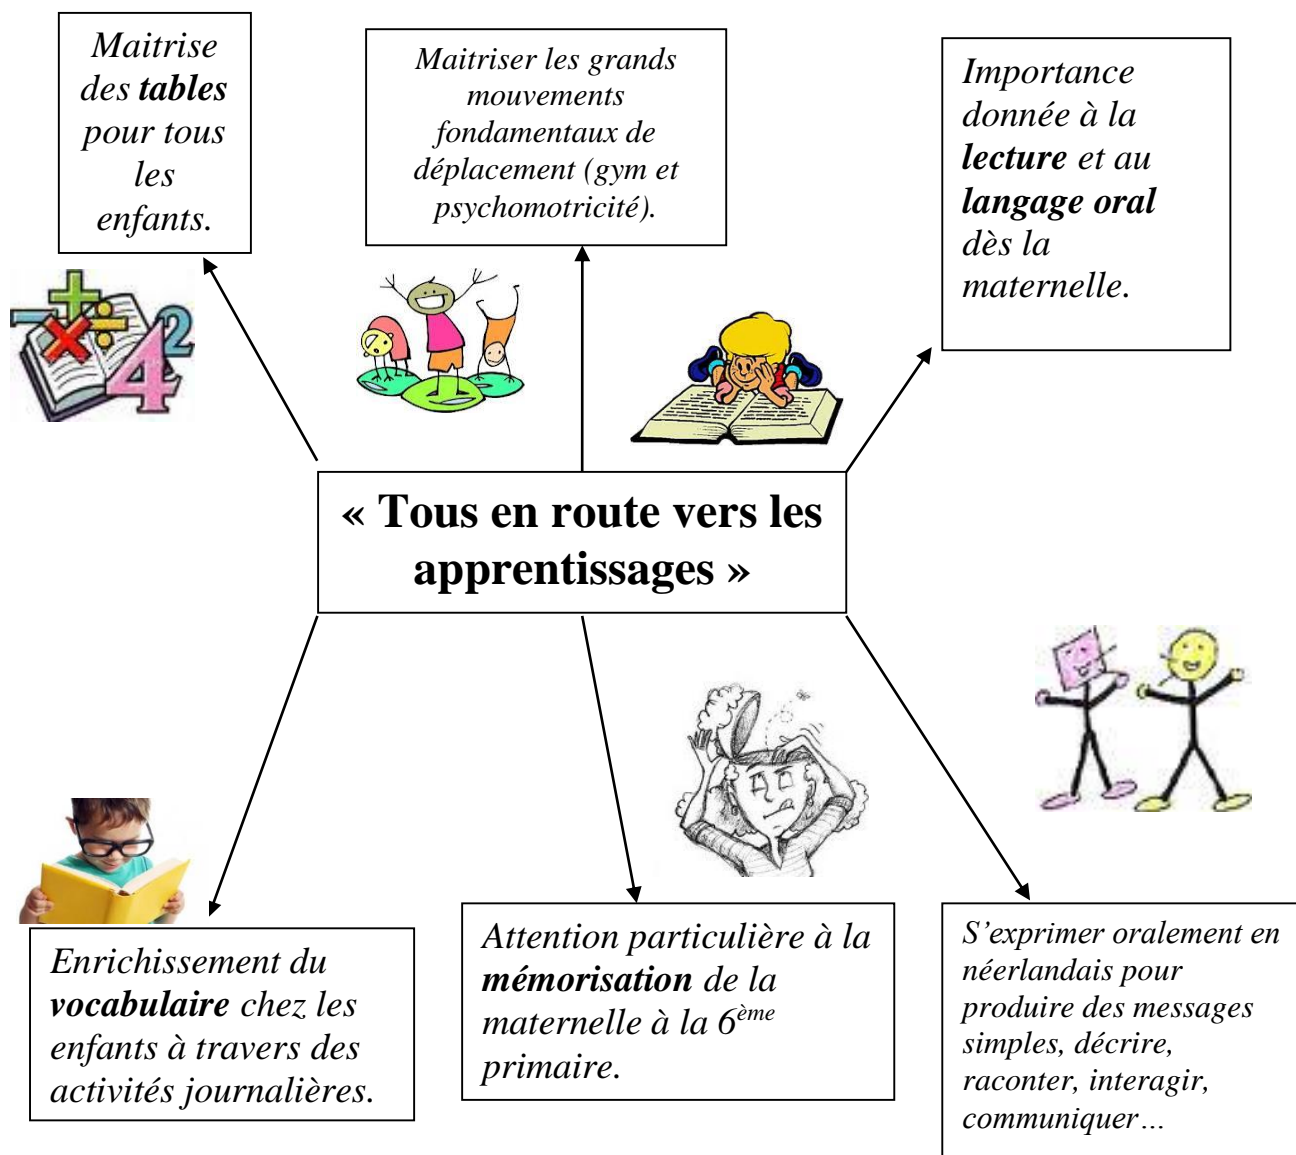 Maitrise
des tables
pour tous
les
enfants.
Maitriser les grands
mouvements
fondamentaux de
déplacement (gym et
psychomotricité).
Importance
donnée à la
lecture et au
langage oral
dès la
maternelle.
« Tous en route vers les
apprentissages »
Enrichissement du
vocabulaire chez les
enfants à travers des
activités journalières.
Attention particulière à la
mémorisation de la
maternelle à la 6ème
primaire.
S’exprimer oralement en
néerlandais pour
produire des messages
simples, décrire,
raconter, interagir,
communiquer…